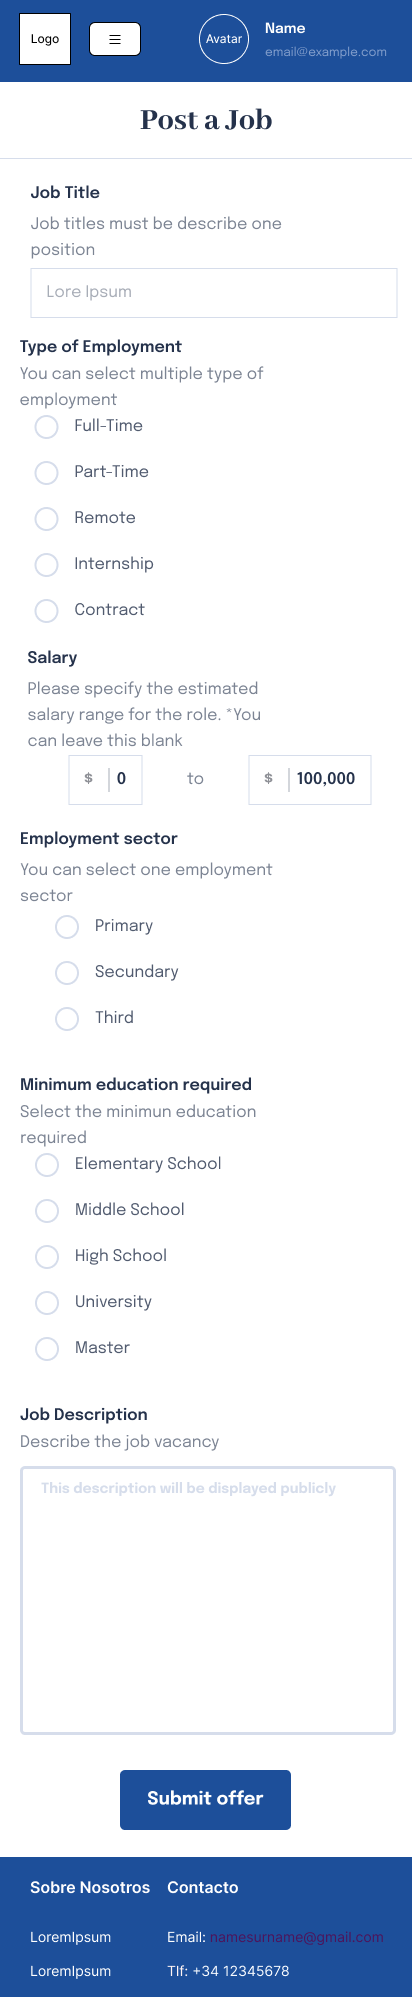 Logo
Avatar
Name
email@example.com
Post a Job
Job Title
Job titles must be describe one
position
Lore Ipsum
Type of Employment
You can select multiple type of
employment
Full-Time
Part-Time
Remote
Internship
Contract
Salary
Please specify the estimated
salary range for the role. *You
can leave this blank
$ 0 to $ 100,000
Employment sector
You can select one employment
sector
Primary
Secundary
Third
Minimum education required
Select the minimun education
required
Elementary School
Middle School
High School
University
Master
Job Description
Describe the job vacancy
This description will be displayed publicly
Submit offer
Sobre Nosotros Contacto
LoremIpsum Email: namesurname@gmail.com
LoremIpsum Tlf: +34 12345678